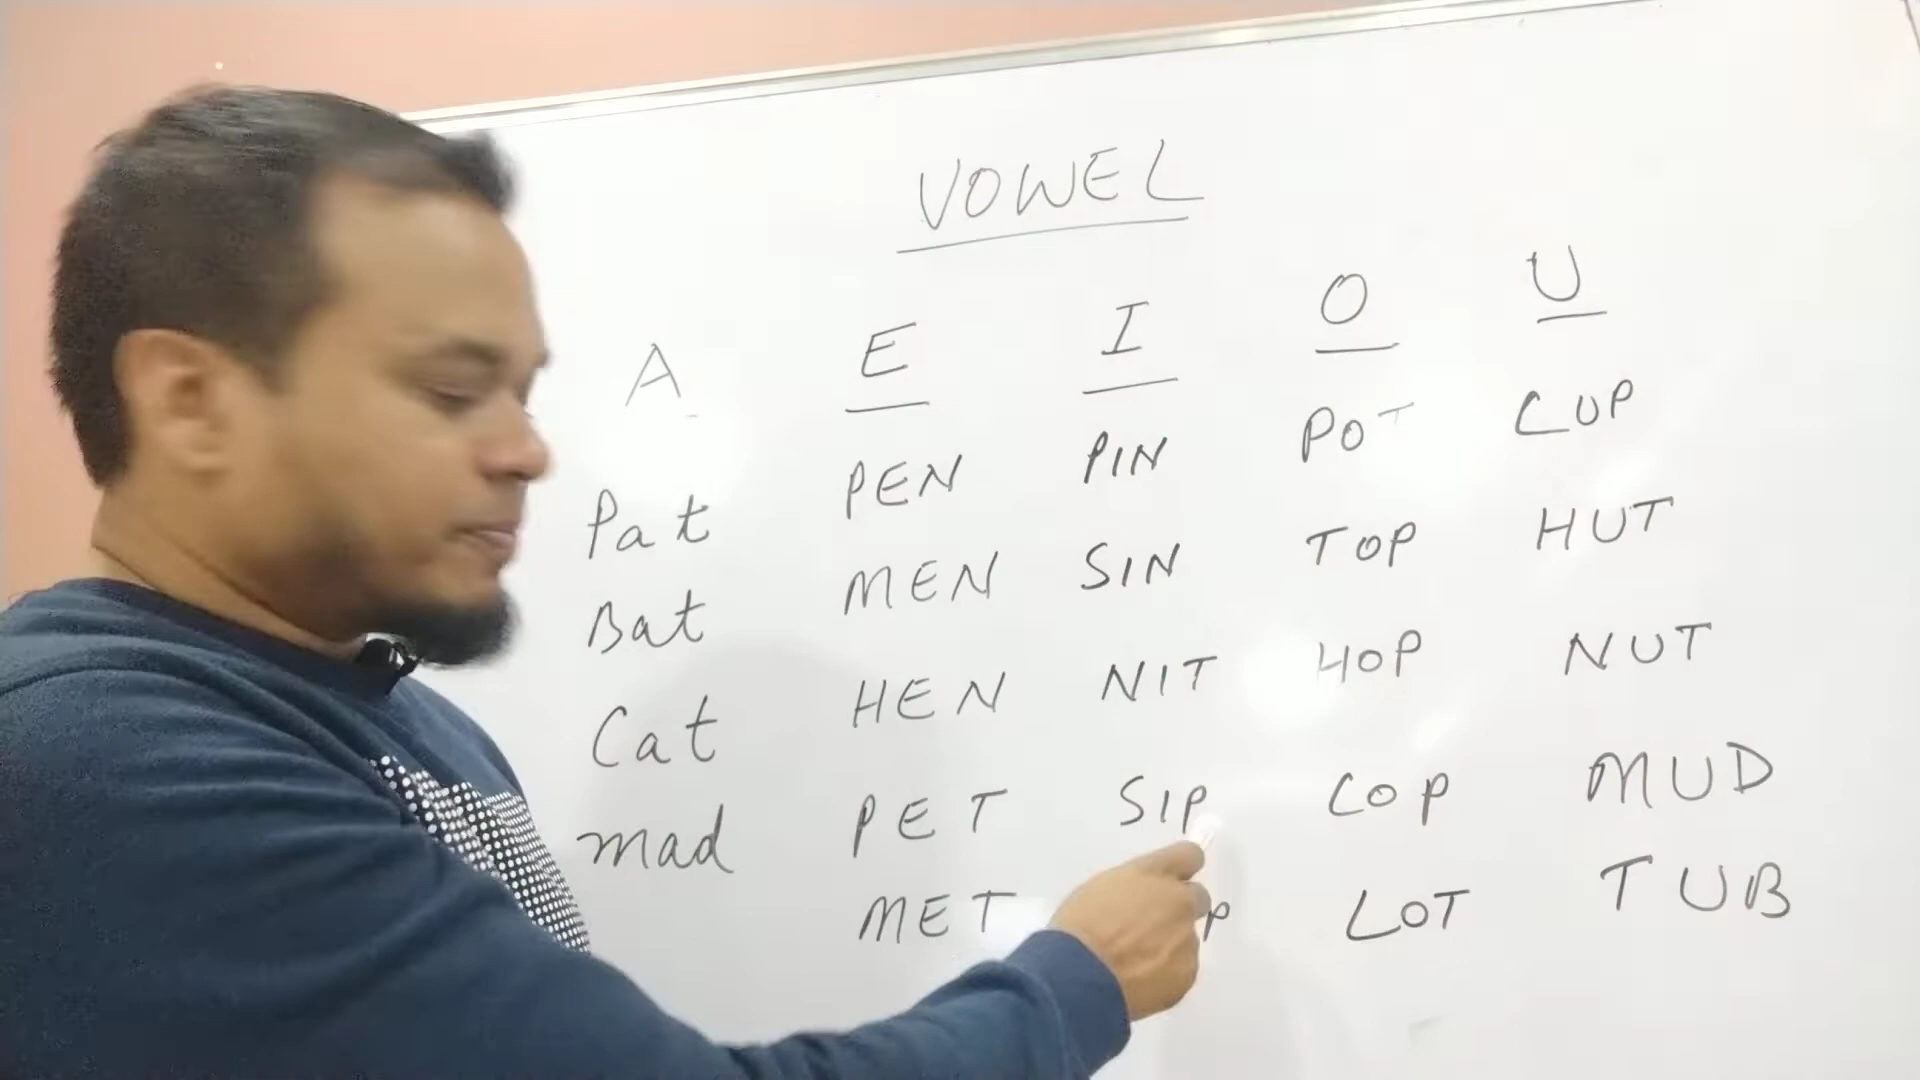 VOWEL
A E I O U
Pat PEN PIN POT CUP
Bat MEN SIN TOP HUT
Cat HEN NIT HOP NUT
mad PET SIP COP MUD
MET LOT TUB